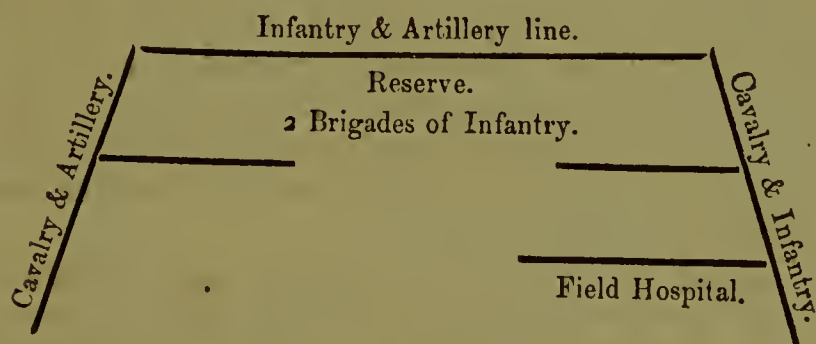 Infantry & Artillery line.
Reserve.
2 Brigades of Infantry.
Cavalry & Artillery.
Cavalry & Infantry.
Field Hospital.